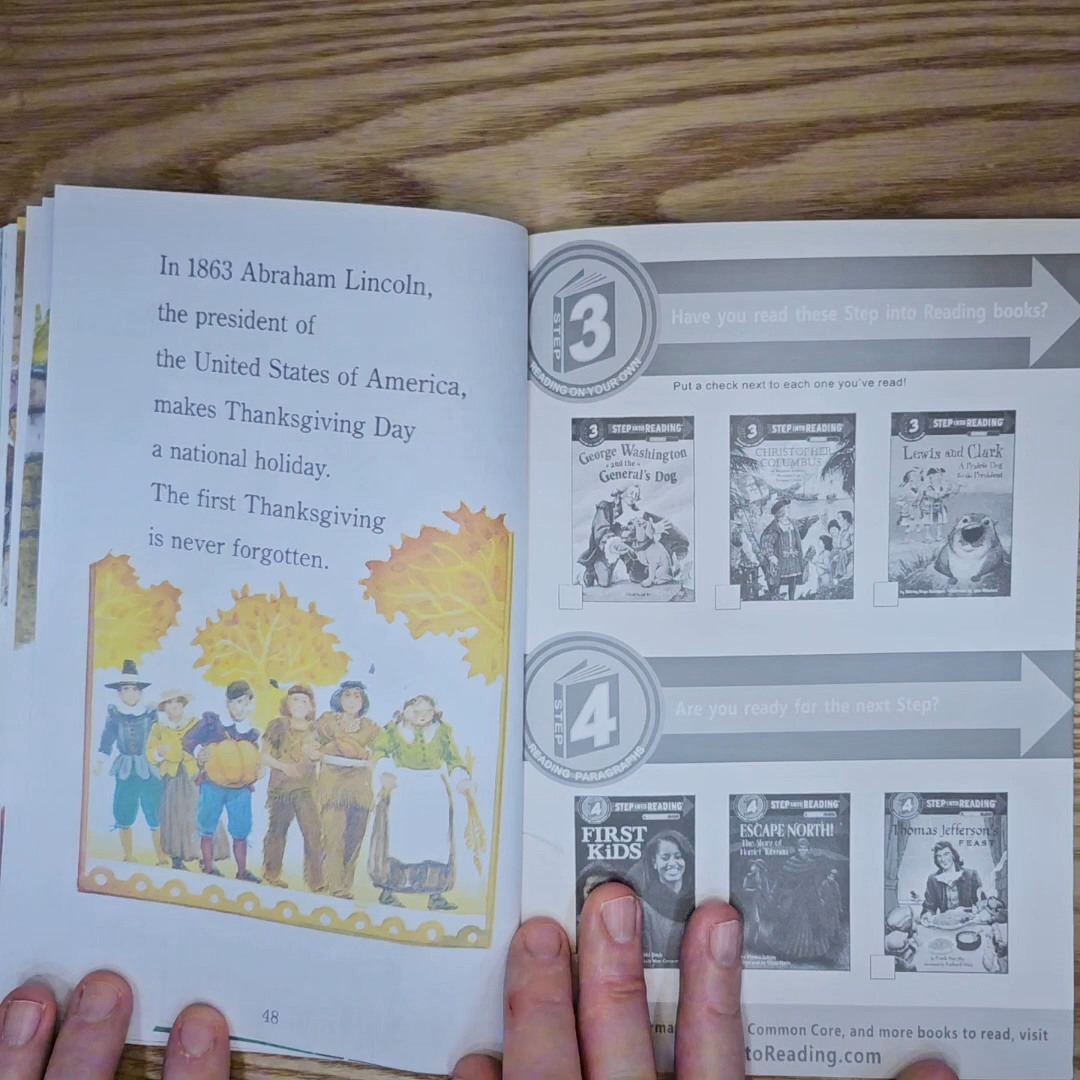 In 1863 Abraham Lincoln,
the president of
the United States of America,
makes Thanksgiving Day
a national holiday.
The first Thanksgiving
is never forgotten.
48
STEP
3
READING ON YOUR OWN
Have you read these Step into Reading books?
Put a check next to each one you've read!
3 STEP INTO READING
George Washington
and the
General's Dog
3 STEP INTO READING
CHRISTOPHER
COLUMBUS
3 STEP INTO READING
Lewis and Clark
A Prairie Dog
for the President
STEP
4
READING PARAGRAPHS
Are you ready for the next Step?
4 STEP INTO READING
FIRST
KiDS
4 STEP INTO READING
ESCAPE NORTH!
The Story of
Harriet Tubman
4 STEP INTO READING
Thomas Jefferson's
FEAST
by Frank Murphy
Common Core, and more books to read, visit
toReading.com